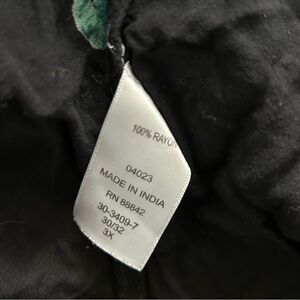 100% RAYON
04023
MADE IN INDIA
RN 88842
30-3409-7
30/32
3X